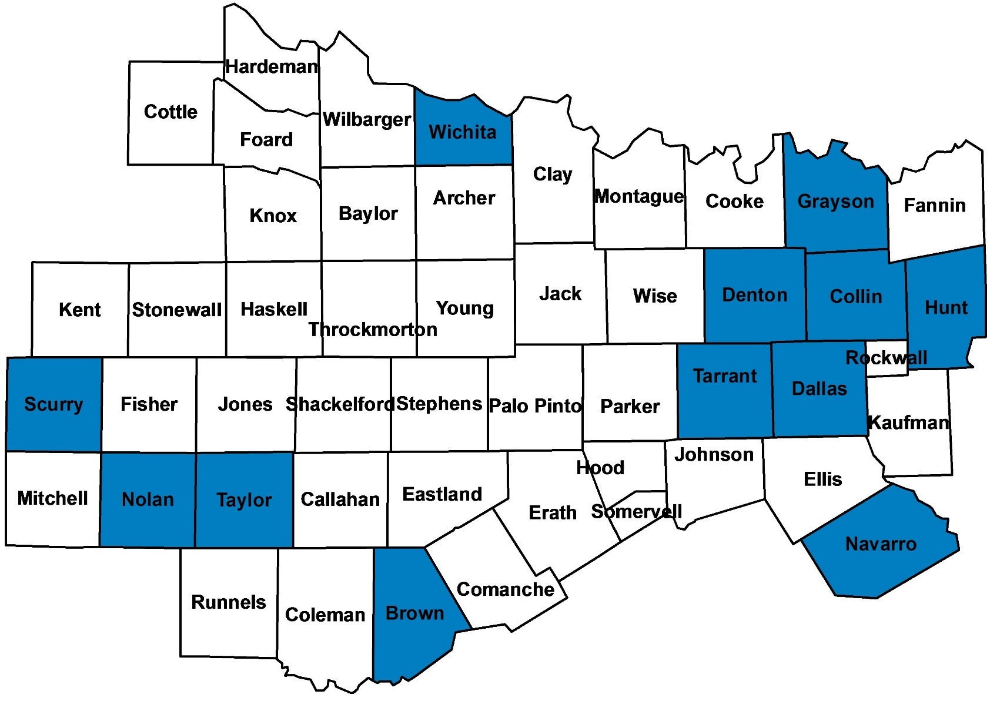 Hardeman
Cottle
Wilbarger
Wichita
Foard
Clay
Montague
Cooke
Grayson
Fannin
Archer
Knox
Baylor
Kent
Stonewall
Haskell
Throckmorton
Young
Jack
Wise
Denton
Collin
Hunt
Rockwall
Scurry
Fisher
Jones
Shackelford
Stephens
Palo Pinto
Parker
Tarrant
Dallas
Kaufman
Mitchell
Nolan
Taylor
Callahan
Eastland
Erath
Hood
Somervell
Johnson
Ellis
Navarro
Runnels
Coleman
Brown
Comanche